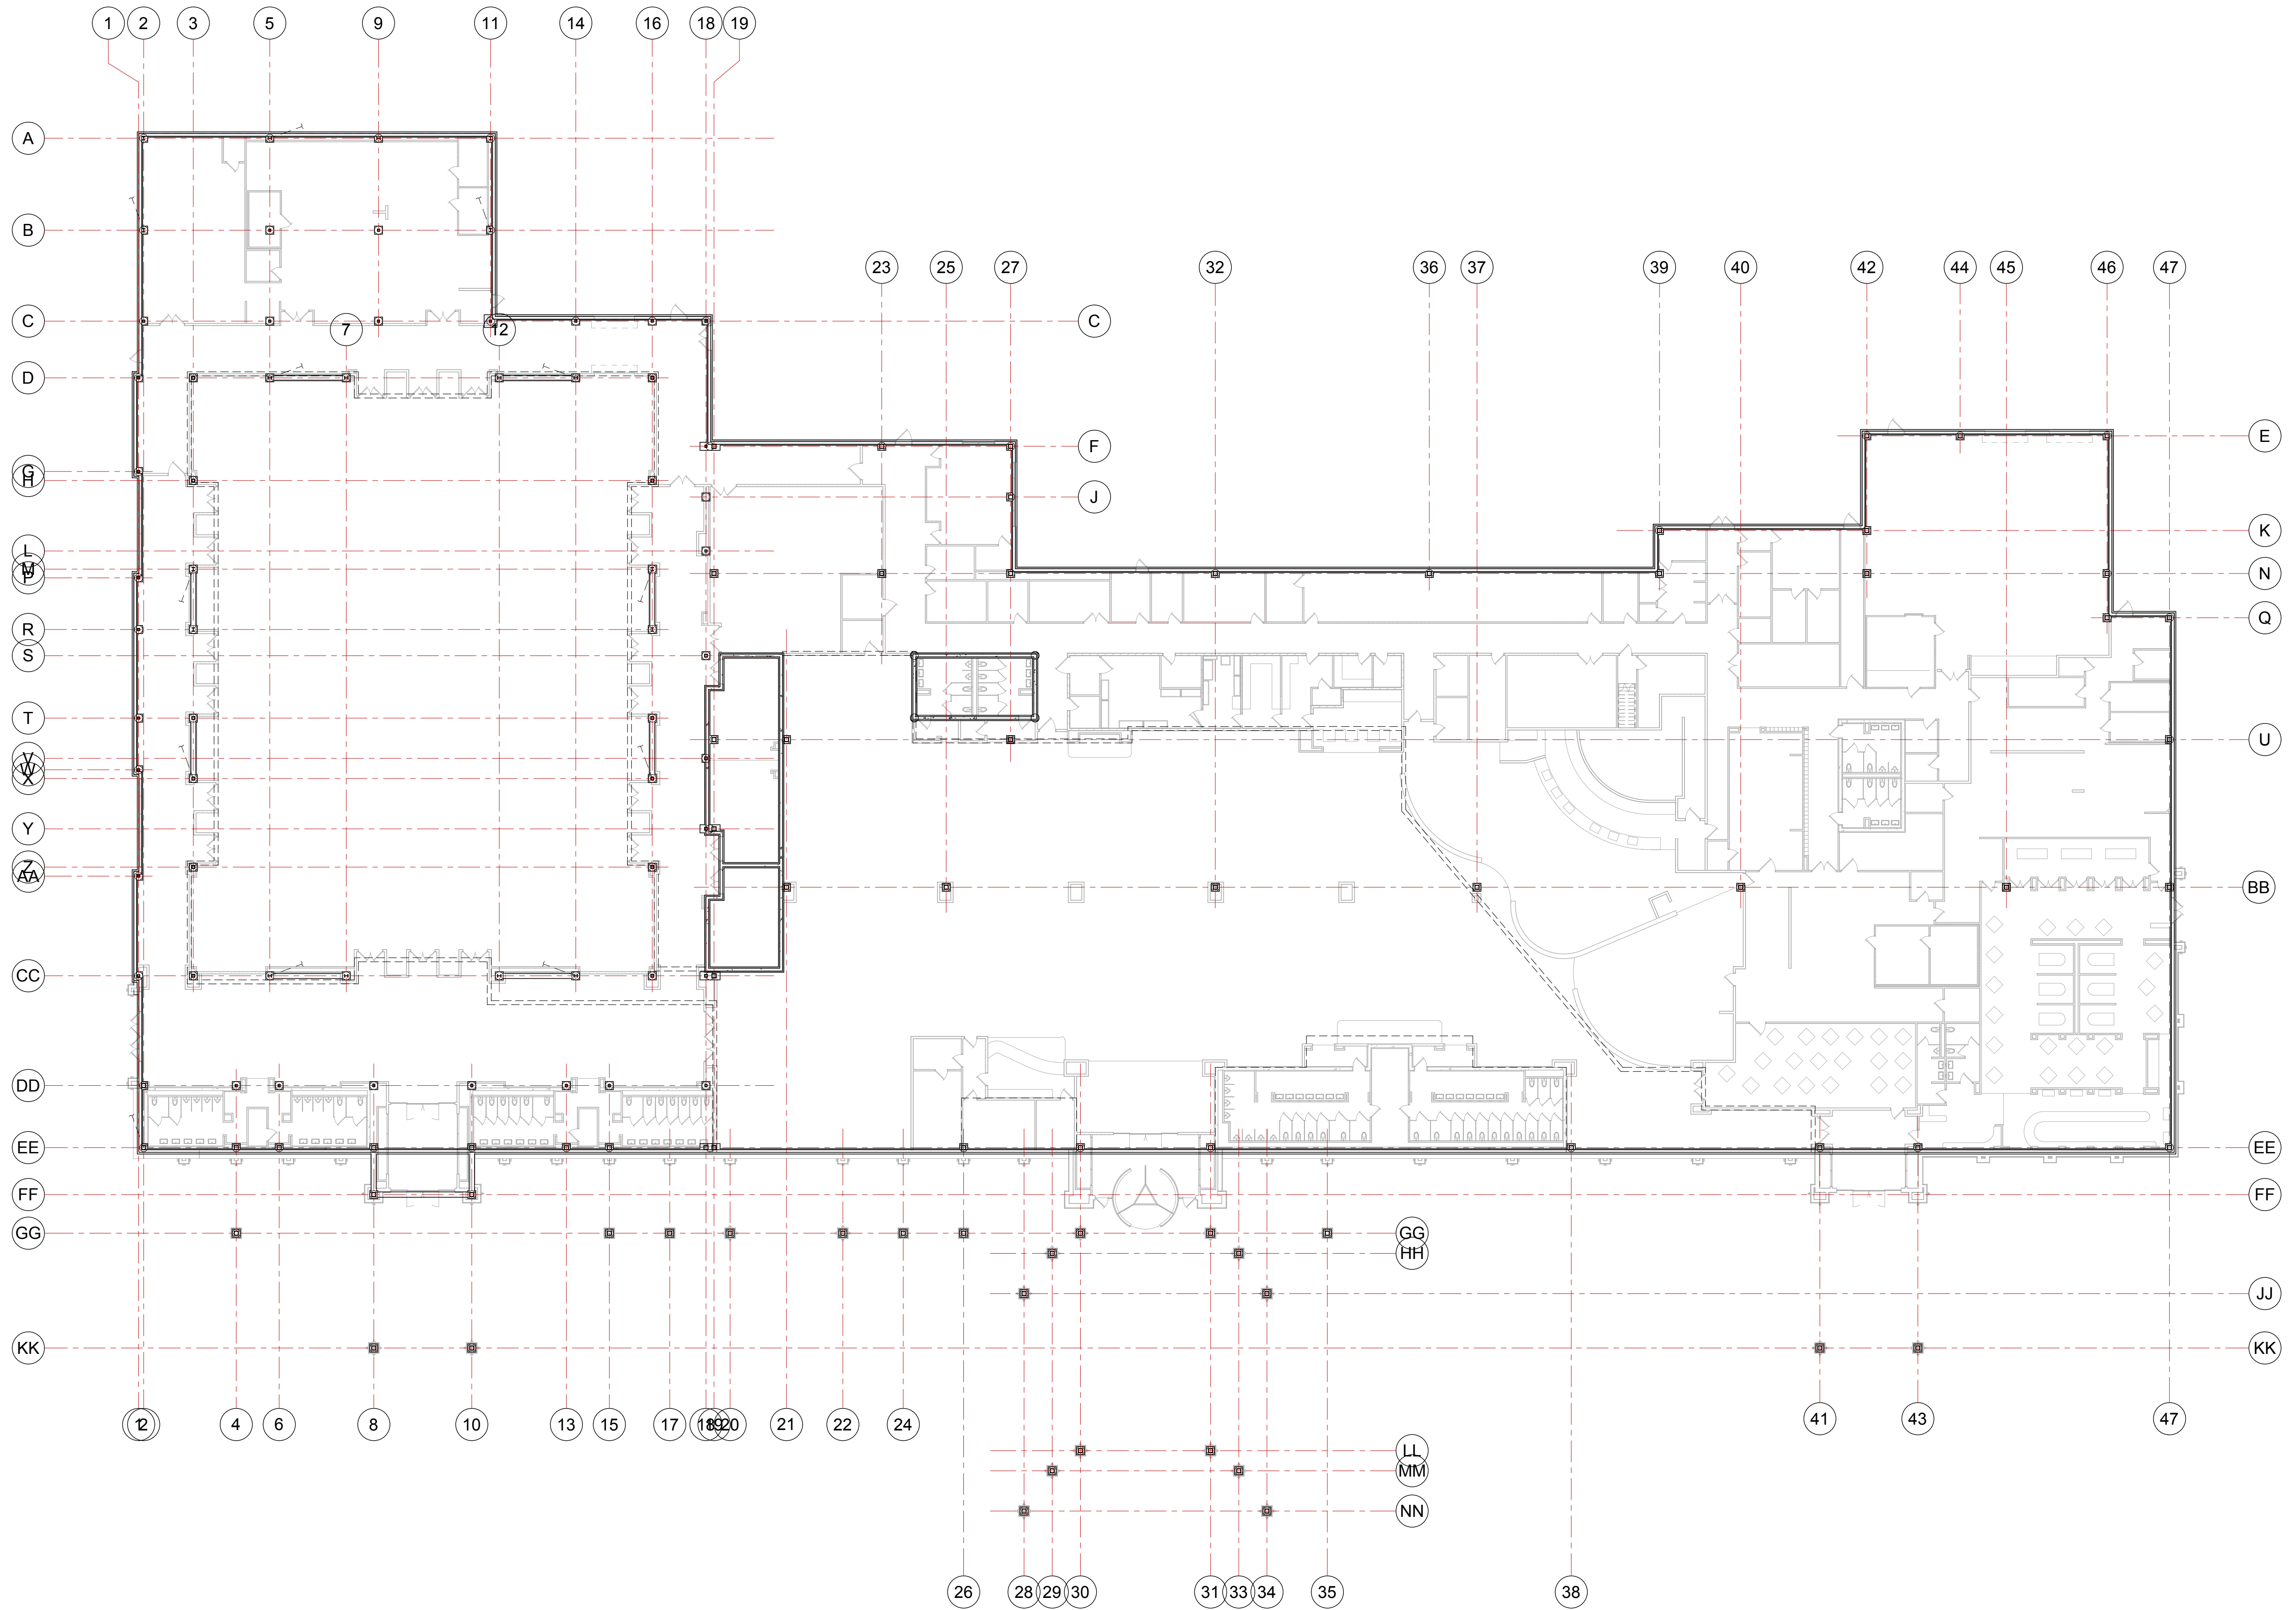 1 2 3 5 9 11 14 16 18 19
A
B
23 25 27 32 36 37 39 40 42 44 45 46 47
C C
7 12
D
E
F
G
H
J
K
L
M
P N
Q
R
S
T
U
V
W
X
Y
Z
AA
BB
CC
DD
EE EE
FF FF
GG GG
HH
JJ
KK KK
1 2 4 6 8 10 13 15 17 18 19 20 21 22 24 41 43 47
LL
MM
NN
26 28 29 30 31 33 34 35 38